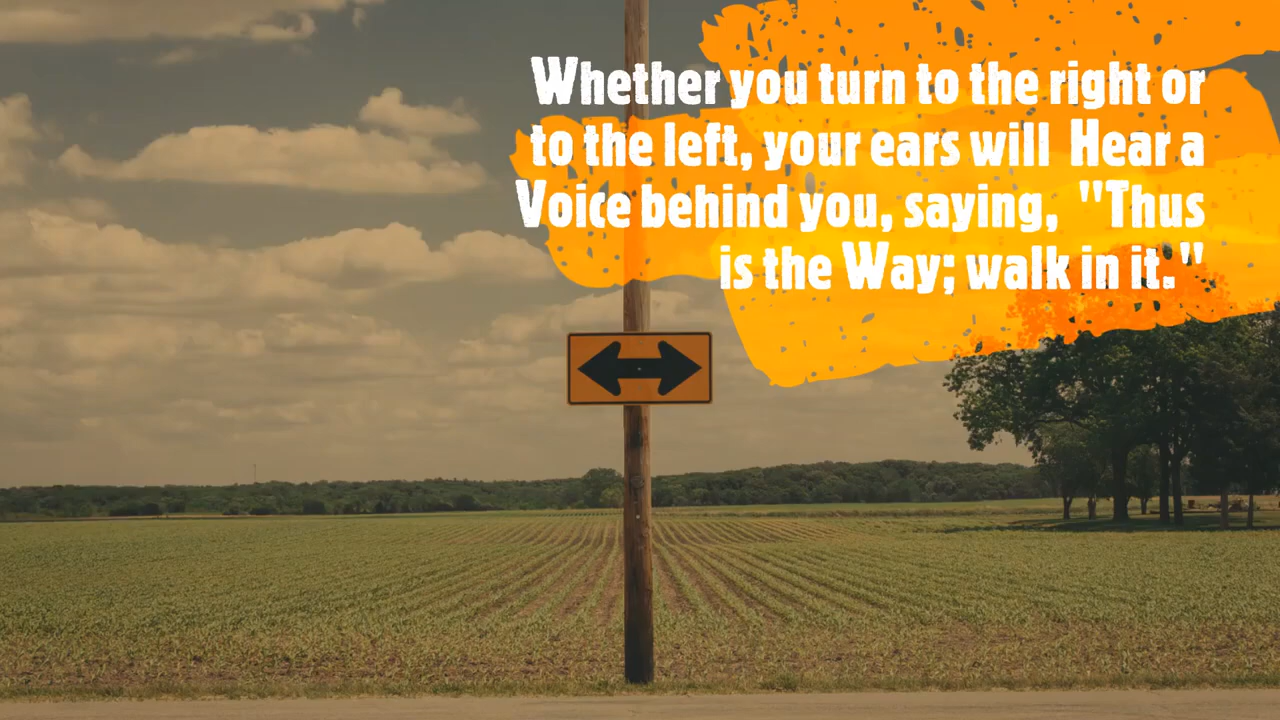 Whether you turn to the right or
to the left, your ears will Hear a
Voice behind you, saying, "Thus
is the Way; walk in it."